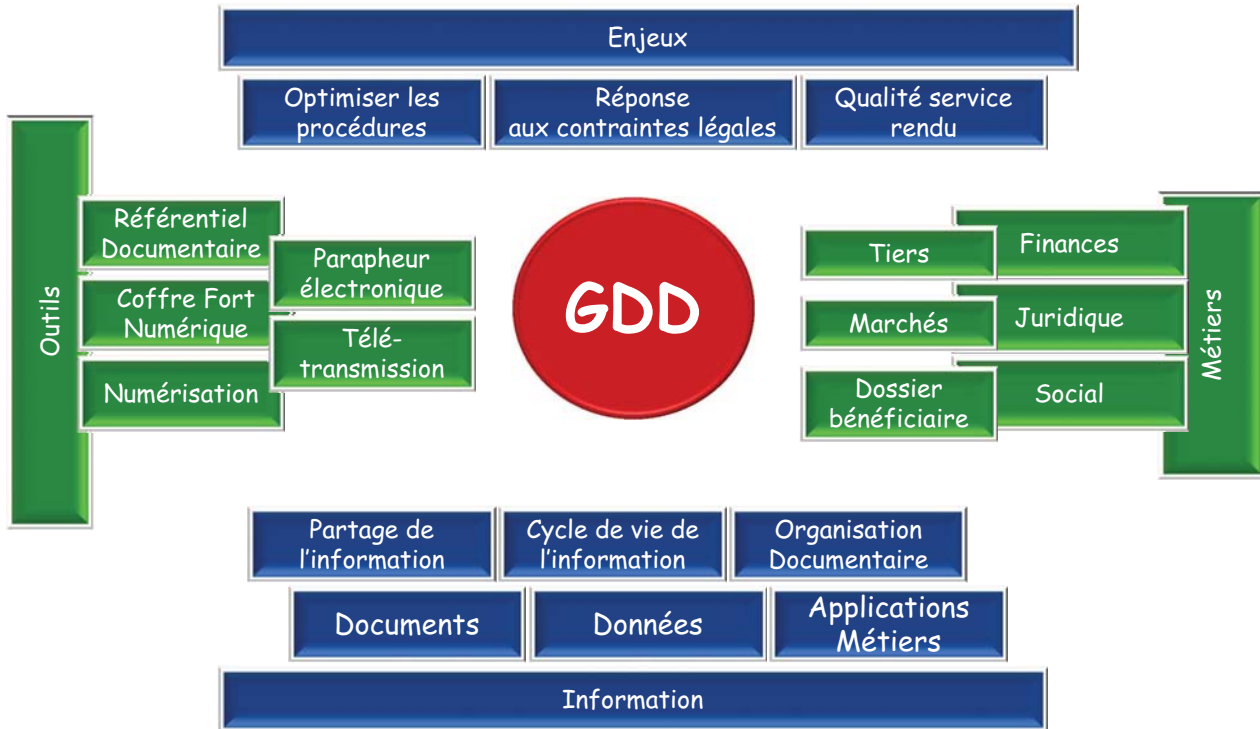 Enjeux
Optimiser les
procédures
Réponse
aux contraintes légales
Qualité service
rendu
Outils
Référentiel
Documentaire
Coffre Fort
Numérique
Numérisation
Parapheur
électronique
Télé-
transmission
GDD
Tiers
Marchés
Dossier
bénéficiaire
Finances
Juridique
Social
Métiers
Partage de
l'information
Cycle de vie de
l'information
Organisation
Documentaire
Documents
Données
Applications
Métiers
Information